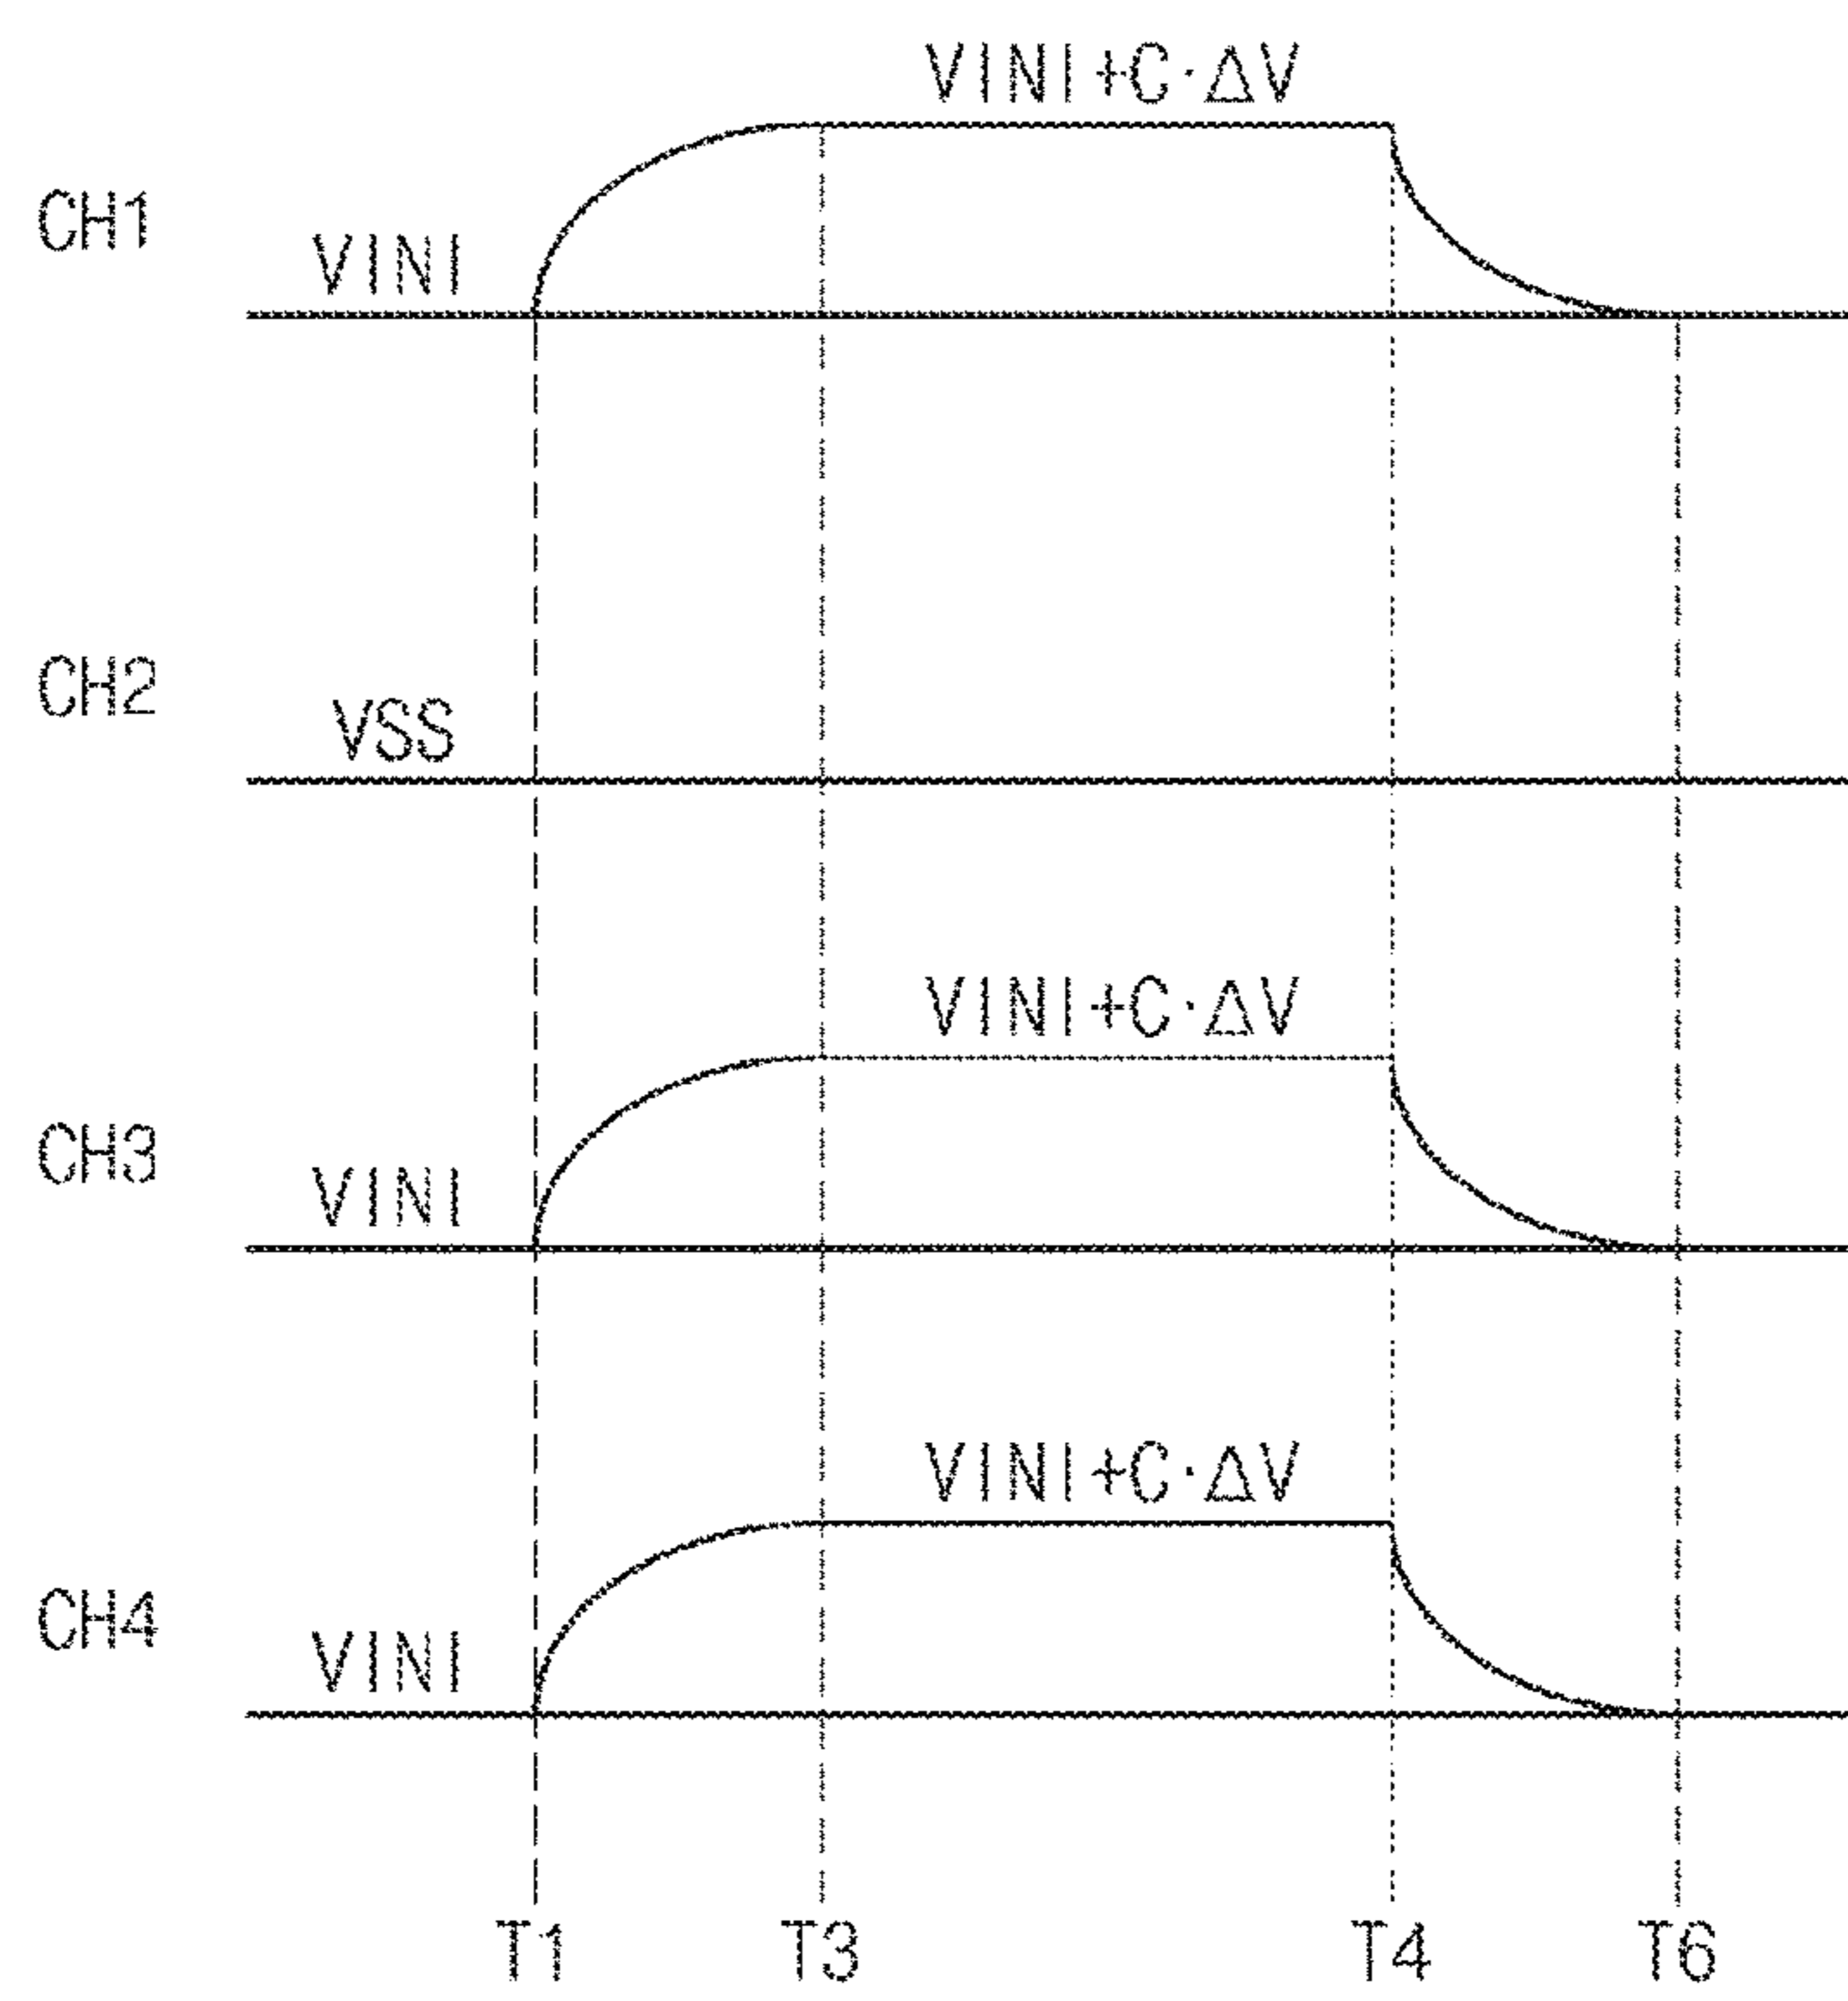 VINI+C·ΔV
CH1
VINI
CH2
VSS
VINI+C·ΔV
CH3
VINI
VINI+C·ΔV
CH4
VINI
T1 T3 T4 T6